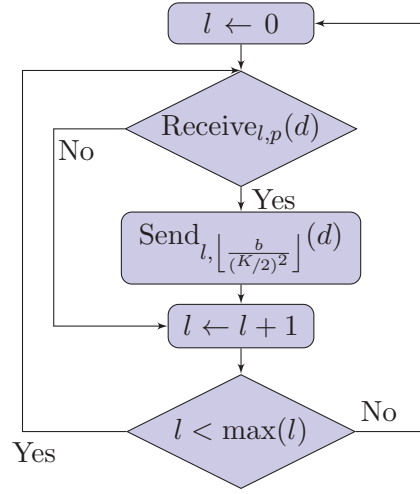 l ← 0
Receive_{l,p}(d)
No
Yes
Send_{l,⌊b/(K/2)^2⌋}(d)
l ← l + 1
l < max(l)
No
Yes